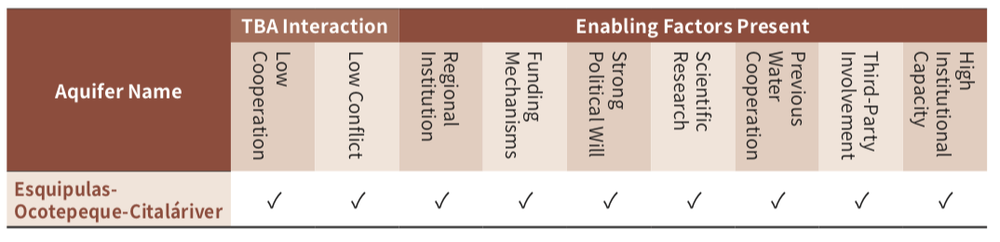 TBA Interaction
Enabling Factors Present
Aquifer Name
Low
Cooperation
Low Conflict
Regional
Institution
Funding
Mechanisms
Strong
Political Will
Scientific
Research
Previous
Water
Cooperation
Third-Party
Involvement
High
Institutional
Capacity
Esquipulas-
Ocotepeque-Citaláriver
✓ ✓ ✓ ✓ ✓ ✓ ✓ ✓ ✓